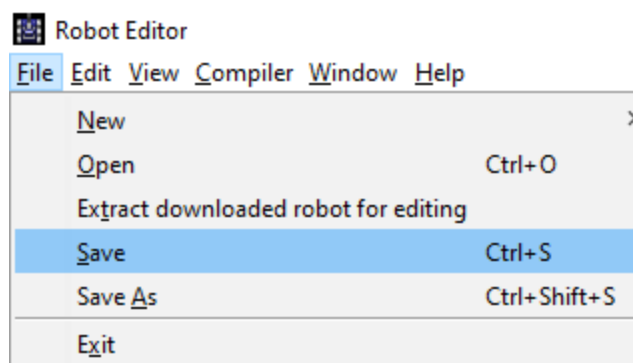 Robot Editor
File Edit View Compiler Window Help
New
Open Ctrl+O
Extract downloaded robot for editing
Save Ctrl+S
Save As Ctrl+Shift+S
Exit